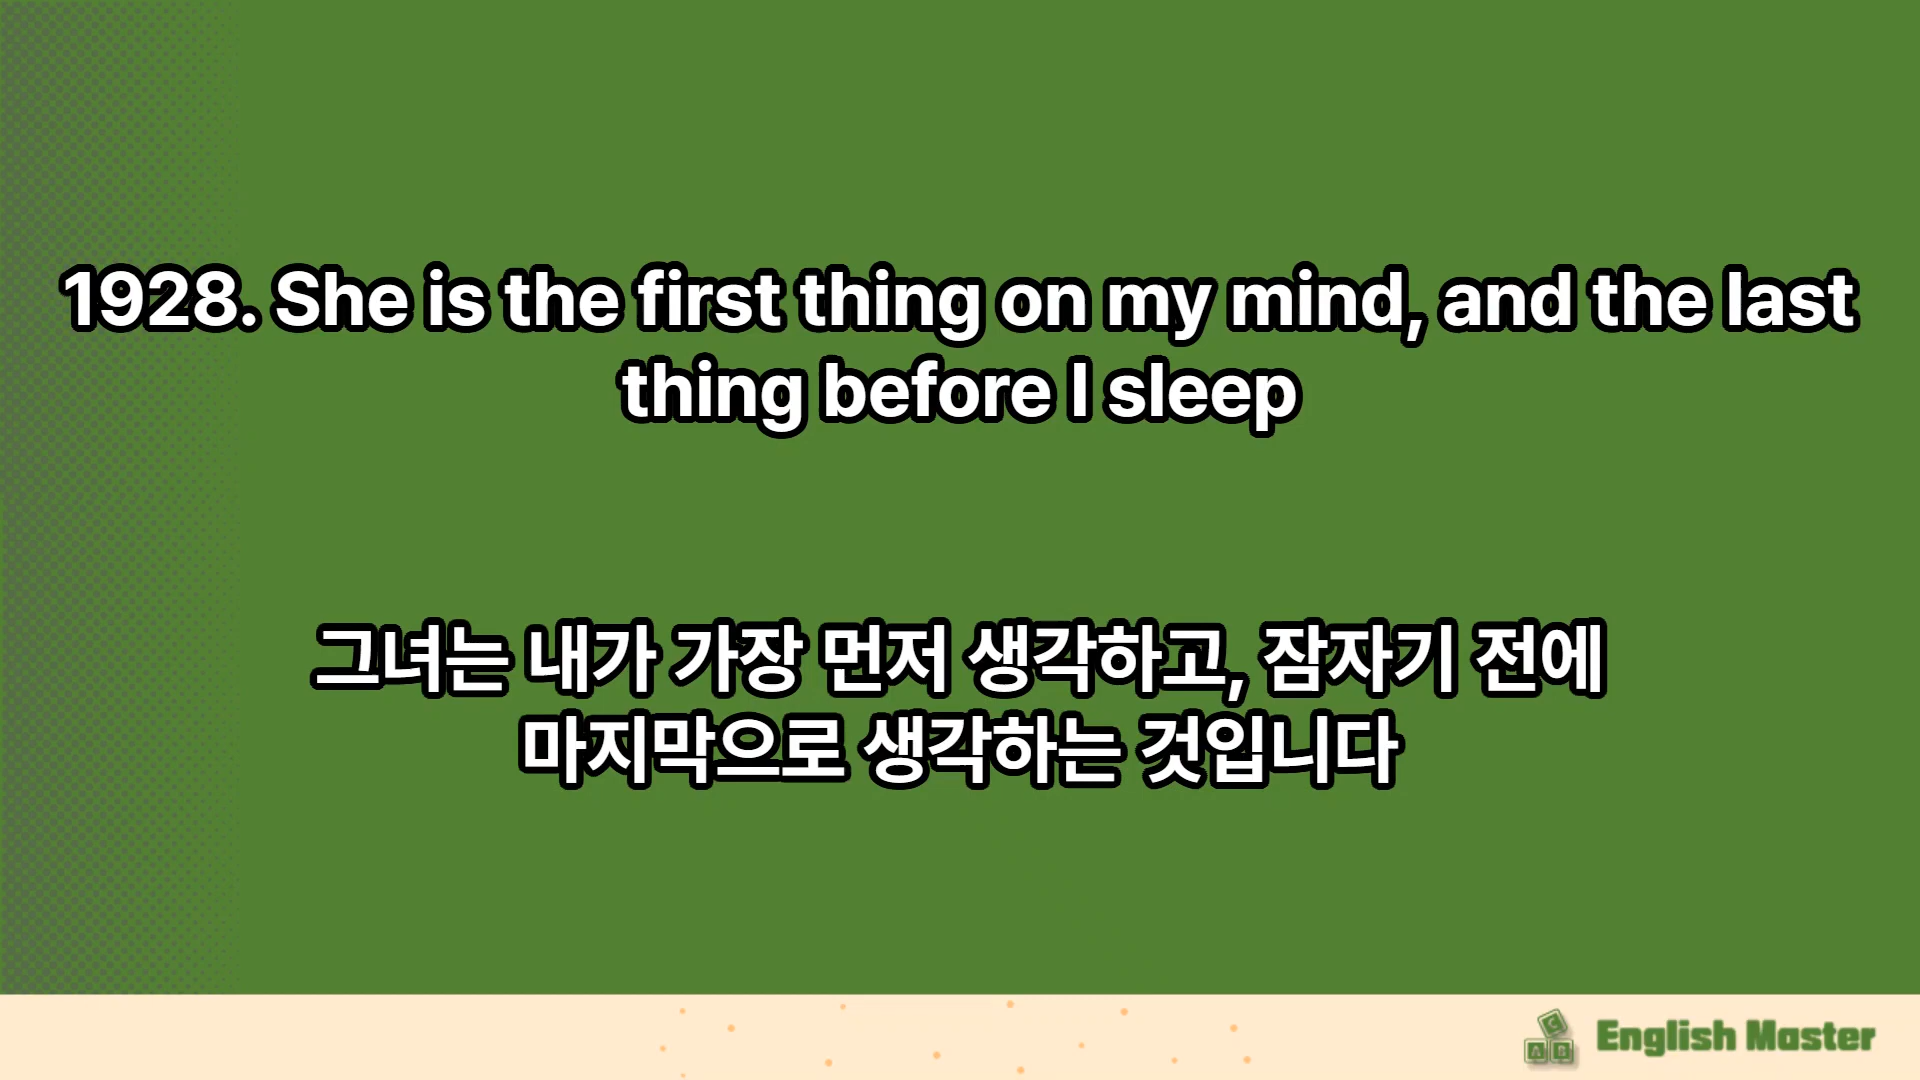 1928. She is the first thing on my mind, and the last
thing before I sleep
그녀는 내가 가장 먼저 생각하고, 잠자기 전에
마지막으로 생각하는 것입니다
English Master